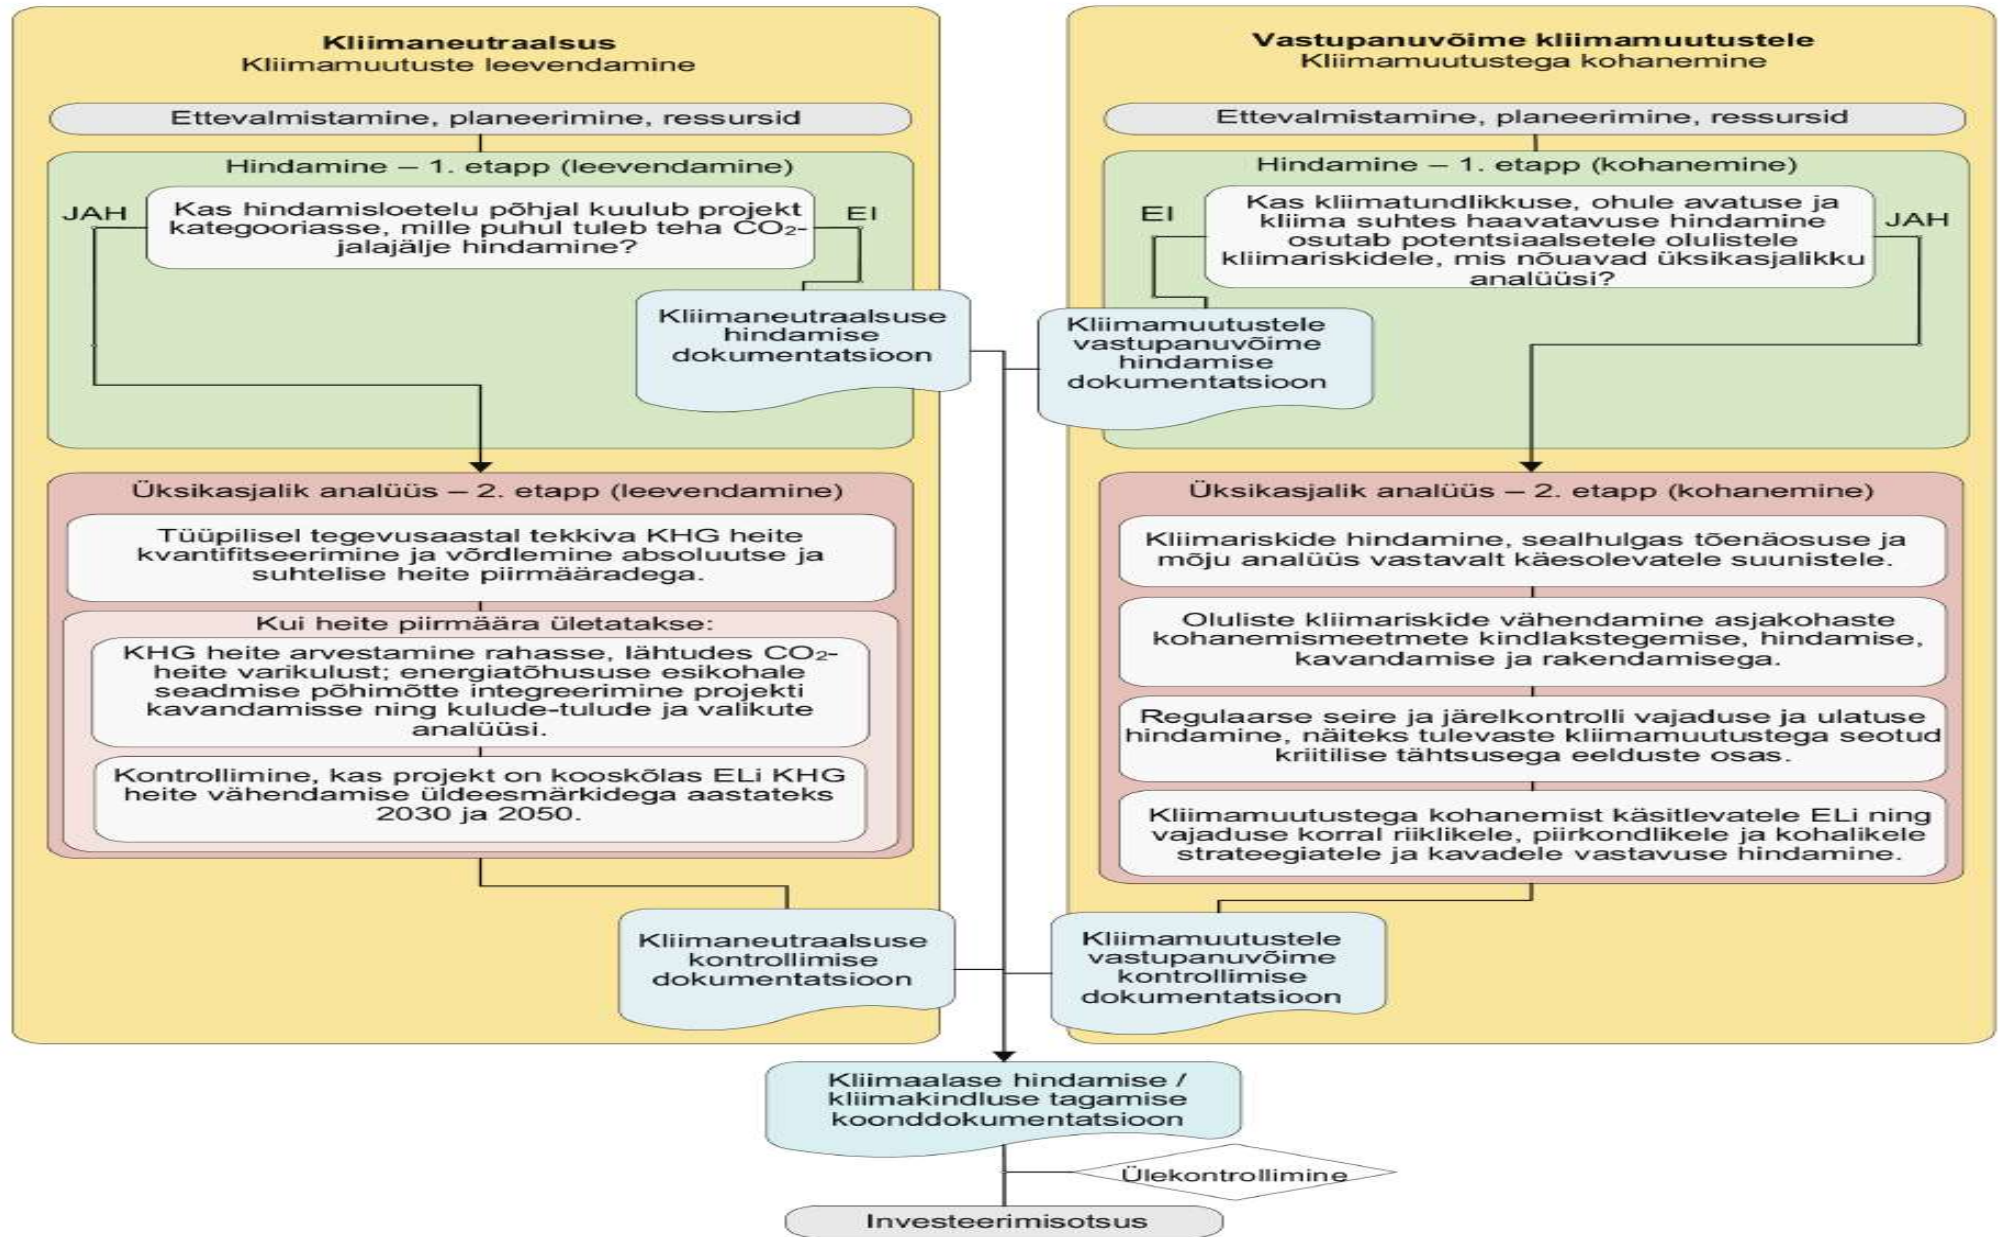 Kliimaneutraalsus
Kliimamuutuste leevendamine
Ettevalmistamine, planeerimine, ressursid
Hindamine – 1. etapp (leevendamine)
JAH
Kas hindamisloetelu põhjal kuulub projekt
kategooriasse, mille puhul tuleb teha CO₂-
jalajälje hindamine?
EI
Kliimaneutraalsuse
hindamise
dokumentatsioon
Üksikasjalik analüüs – 2. etapp (leevendamine)
Tüüpilisel tegevusaastal tekkiva KHG heite
kvantifitseerimine ja võrdlemine absoluutse ja
suhtelise heite piirmääradega.
Kui heite piirmäära ületatakse:
KHG heite arvestamine rahasse, lähtudes CO₂-
heite varikulust; energiatõhususe esikohale
seadmise põhimõtte integreerimine projekti
kavandamisse ning kulude-tulude ja valikute
analüüsi.
Kontrollimine, kas projekt on kooskõlas ELi KHG
heite vähendamise üldeesmärkidega aastateks
2030 ja 2050.
Kliimaneutraalsuse
kontrollimise
dokumentatsioon
Vastupanuvõime kliimamuutustele
Kliimamuutustega kohanemine
Ettevalmistamine, planeerimine, ressursid
Hindamine – 1. etapp (kohanemine)
EI
Kas kliimatundlikkuse, ohule avatuse ja
kliima suhtes haavatavuse hindamine
osutab potentsiaalsetele olulistele
kliimariskidele, mis nõuavad üksikasjalikku
analüüsi?
JAH
Kliimamuutustele
vastupanuvõime
hindamise
dokumentatsioon
Üksikasjalik analüüs – 2. etapp (kohanemine)
Kliimariskide hindamine, sealhulgas tõenäosuse ja
mõju analüüs vastavalt käesolevatele suunistele.
Oluliste kliimariskide vähendamine asjakohaste
kohanemismeetmete kindlakstegemise, hindamise,
kavandamise ja rakendamisega.
Regulaarse seire ja järelkontrolli vajaduse ja ulatuse
hindamine, näiteks tulevaste kliimamuutustega seotud
kriitilise tähtsusega eelduste osas.
Kliimamuutustega kohanemist käsitlevatele ELi ning
vajaduse korral riiklikele, piirkondlikele ja kohalikele
strateegiatele ja kavadele vastavuse hindamine.
Kliimamuutustele
vastupanuvõime
kontrollimise
dokumentatsioon
Kliimaalase hindamise /
kliimakindluse tagamise
koonddokumentatsioon
Ülekontrollimine
Investeerimisotsus